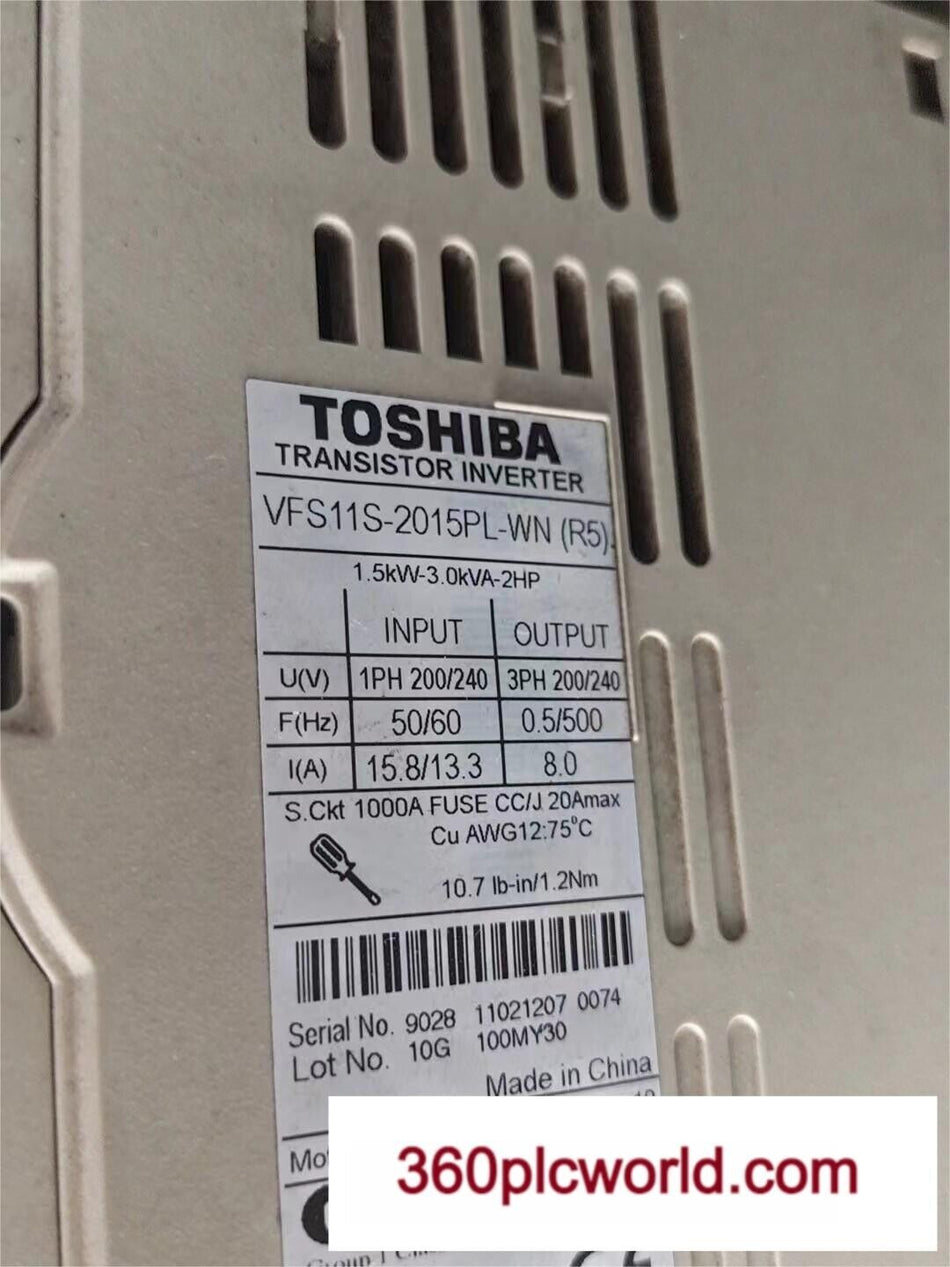 TOSHIBA
TRANSISTOR INVERTER
VFS11S-2015PL-WN (R5)
1.5kW-3.0kVA-2HP
INPUT OUTPUT
U(V) 1PH 200/240 3PH 200/240
F(Hz) 50/60 0.5/500
I(A) 15.8/13.3 8.0
S.Ckt 1000A FUSE CC/J 20Amax
Cu AWG12:75°C
10.7 lb-in/1.2Nm
Serial No. 9028 11021207 0074
Lot No. 10G 100MY30
Made in China
360plcworld.com
Group 1
CE